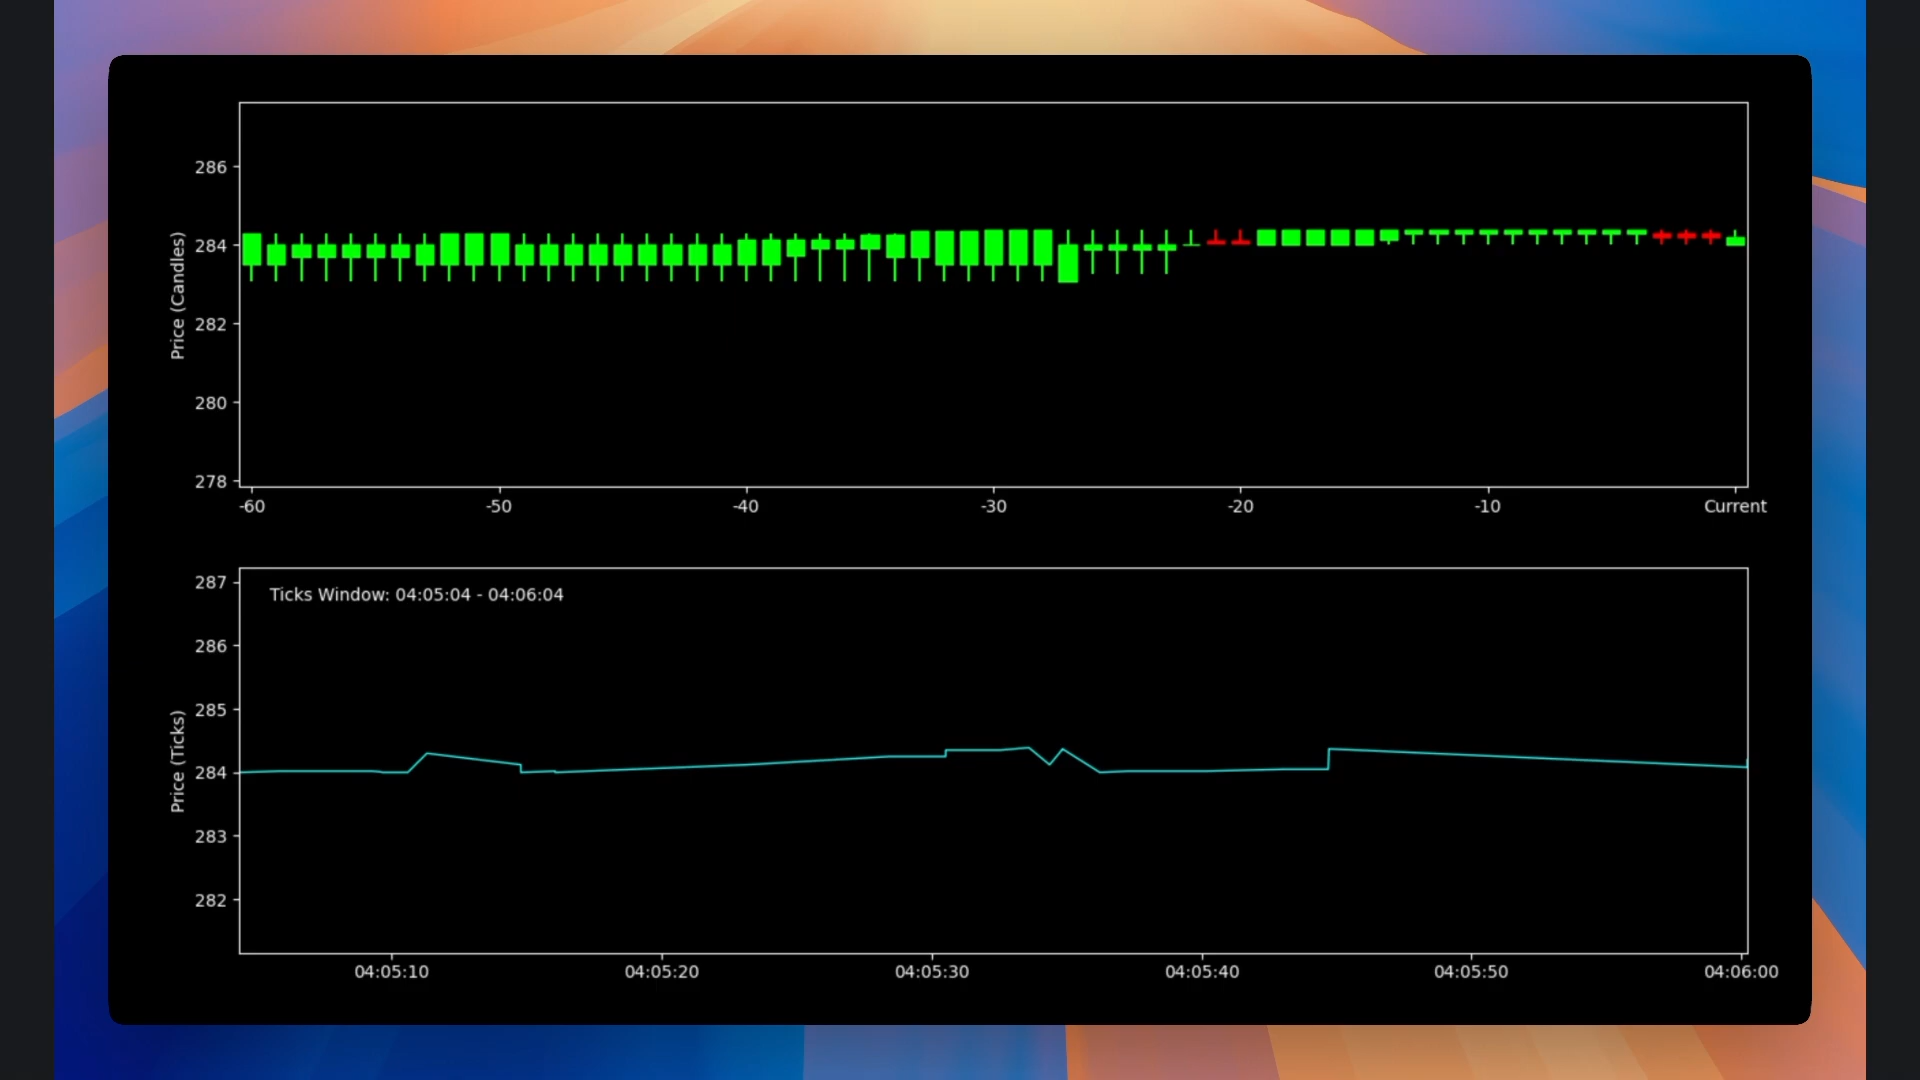 Price (Candles)
286
284
282
280
278
-60 -50 -40 -30 -20 -10 Current
Ticks Window: 04:05:04 - 04:06:04
Price (Ticks)
287
286
285
284
283
282
04:05:10 04:05:20 04:05:30 04:05:40 04:05:50 04:06:00